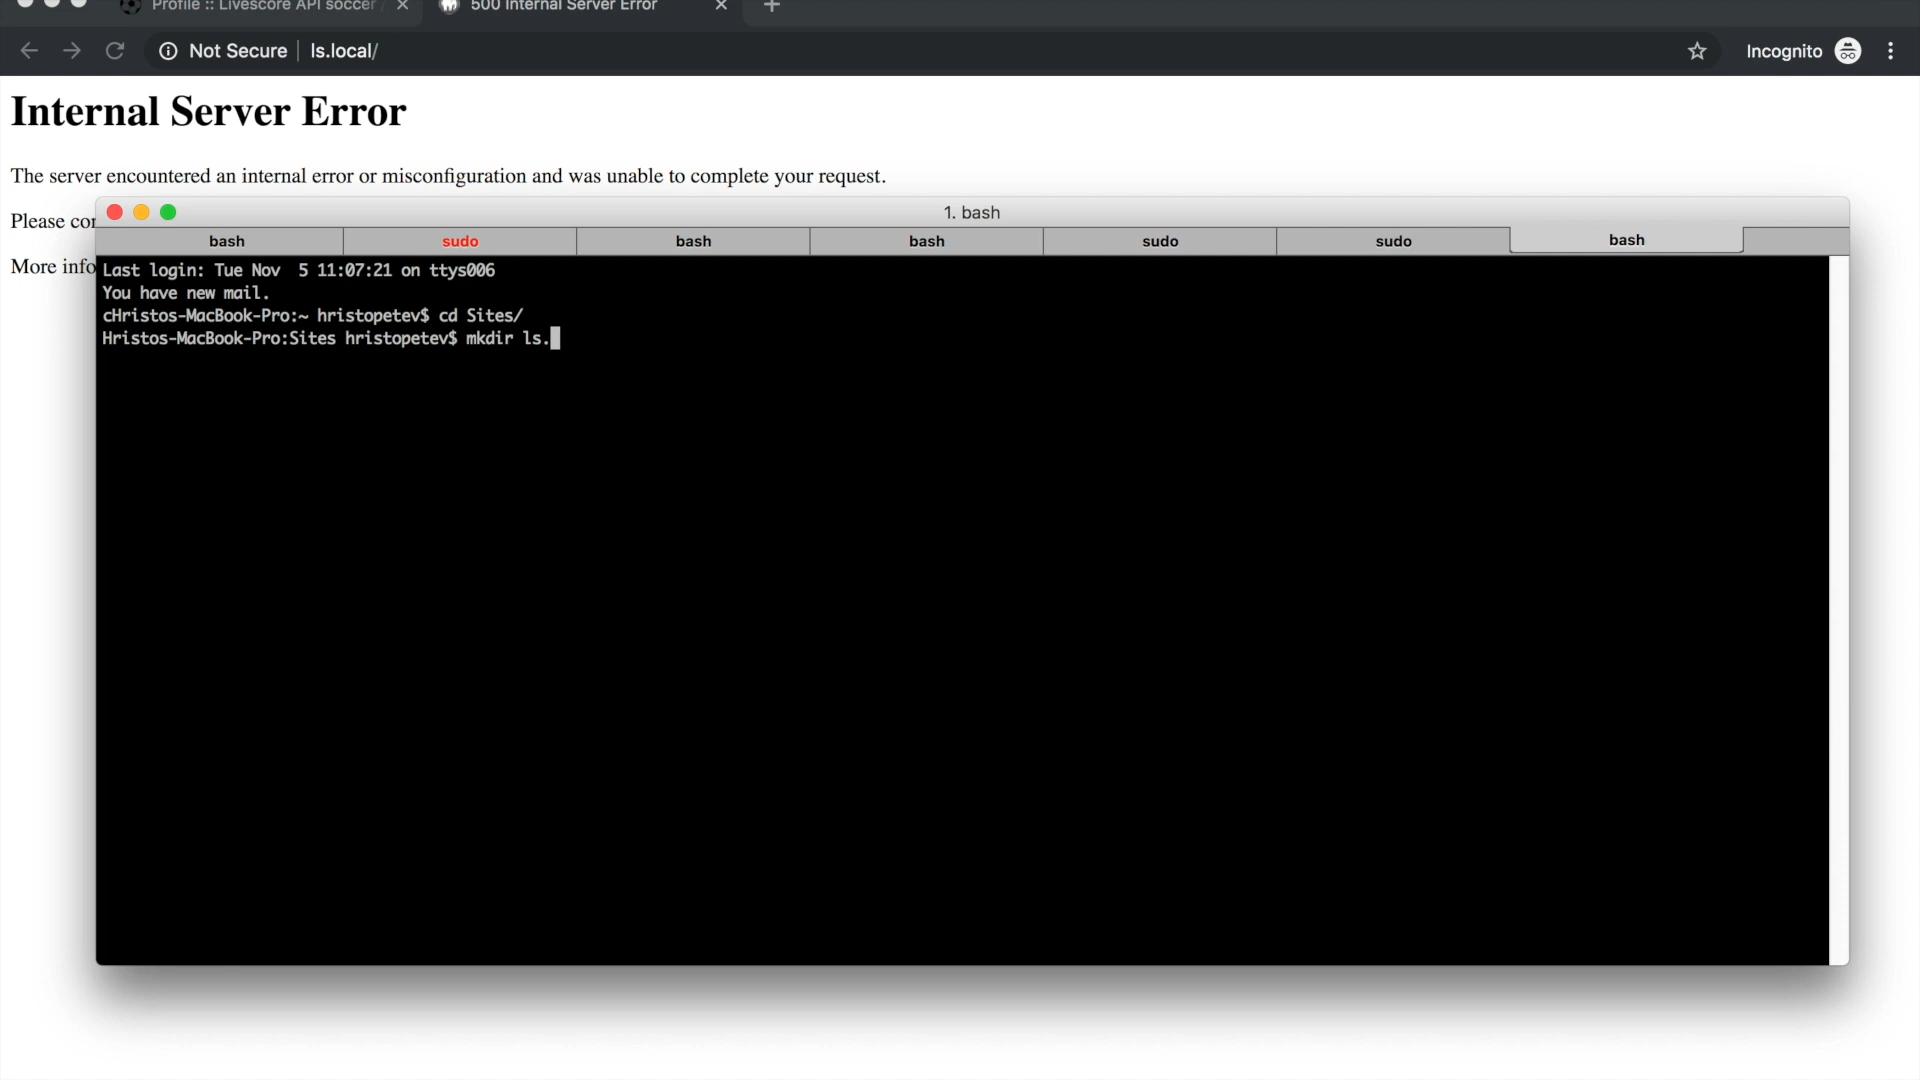 Profile :: Livescore API soccer
500 Internal Server Error
Not Secure | ls.local/
Incognito
Internal Server Error
The server encountered an internal error or misconfiguration and was unable to complete your request.
Please
More info
1. bash
bash sudo bash bash sudo sudo bash
Last login: Tue Nov  5 11:07:21 on ttys006
You have new mail.
cHristos-MacBook-Pro:~ hristopetev$ cd Sites/
Hristos-MacBook-Pro:Sites hristopetev$ mkdir ls.